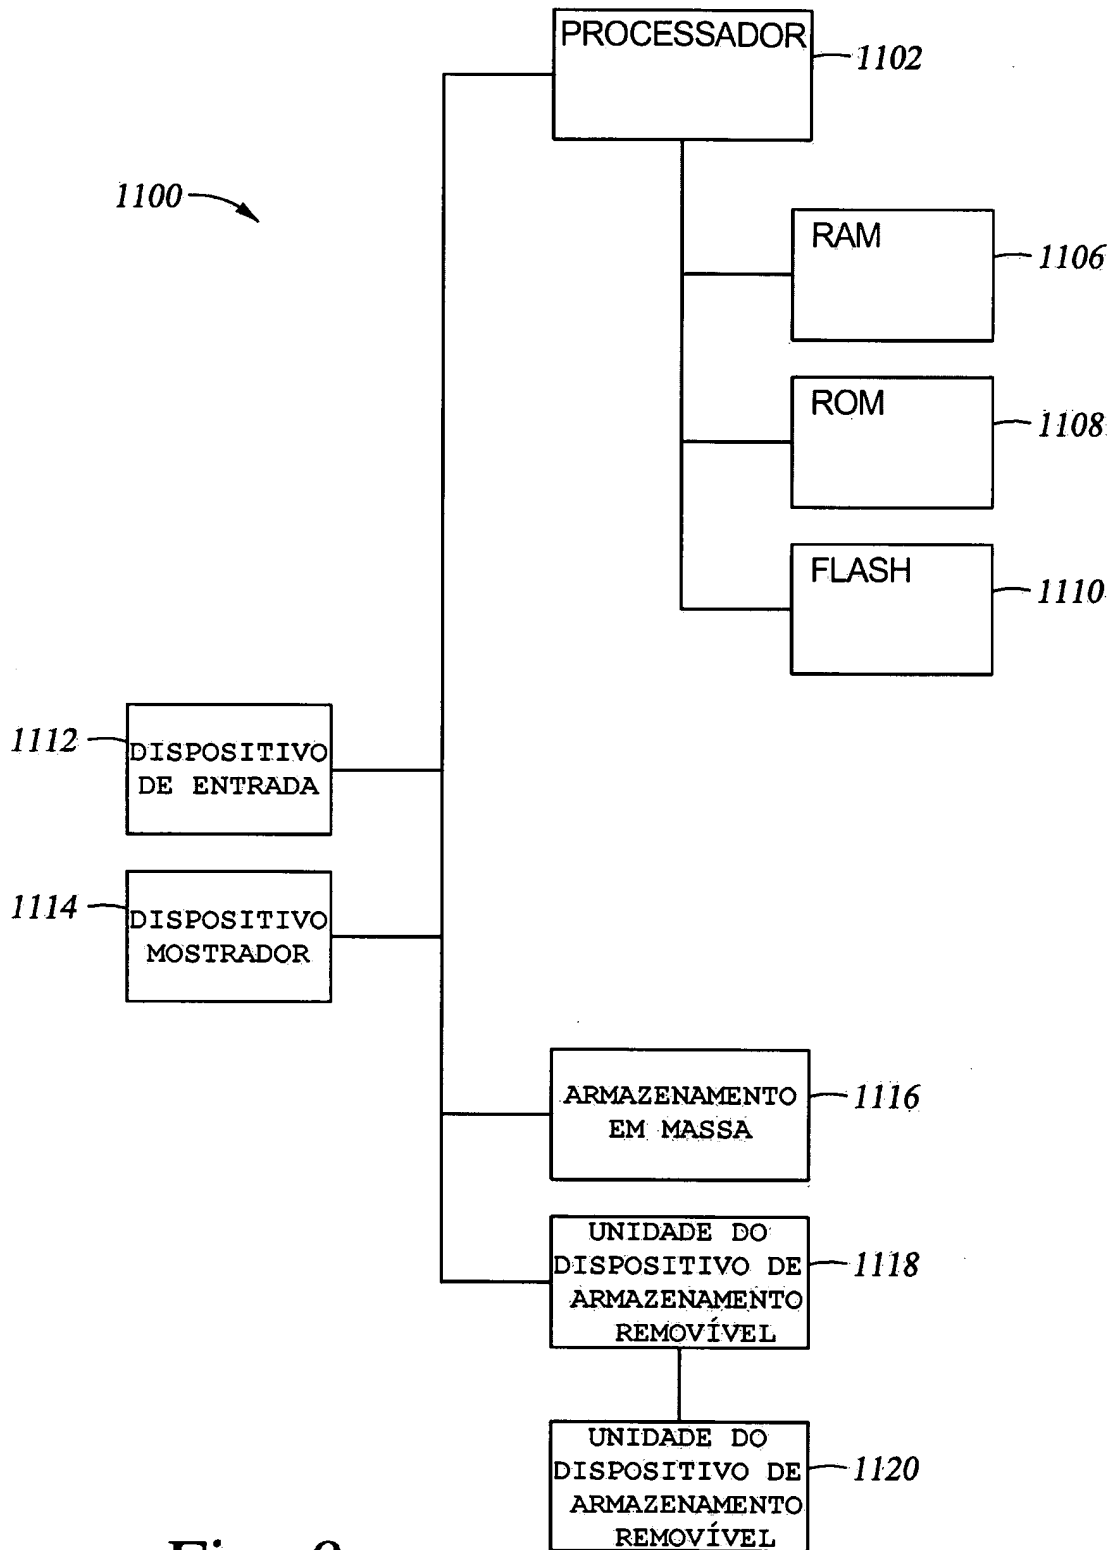 PROCESSADOR
1102
1100
RAM
1106
ROM
1108
FLASH
1110
1112
DISPOSITIVO
DE ENTRADA
1114
DISPOSITIVO
MOSTRADOR
ARMAZENAMENTO
EM MASSA
1116
UNIDADE DO
DISPOSITIVO DE
ARMAZENAMENTO
REMOVÍVEL
1118
UNIDADE DO
DISPOSITIVO DE
ARMAZENAMENTO
REMOVÍVEL
1120